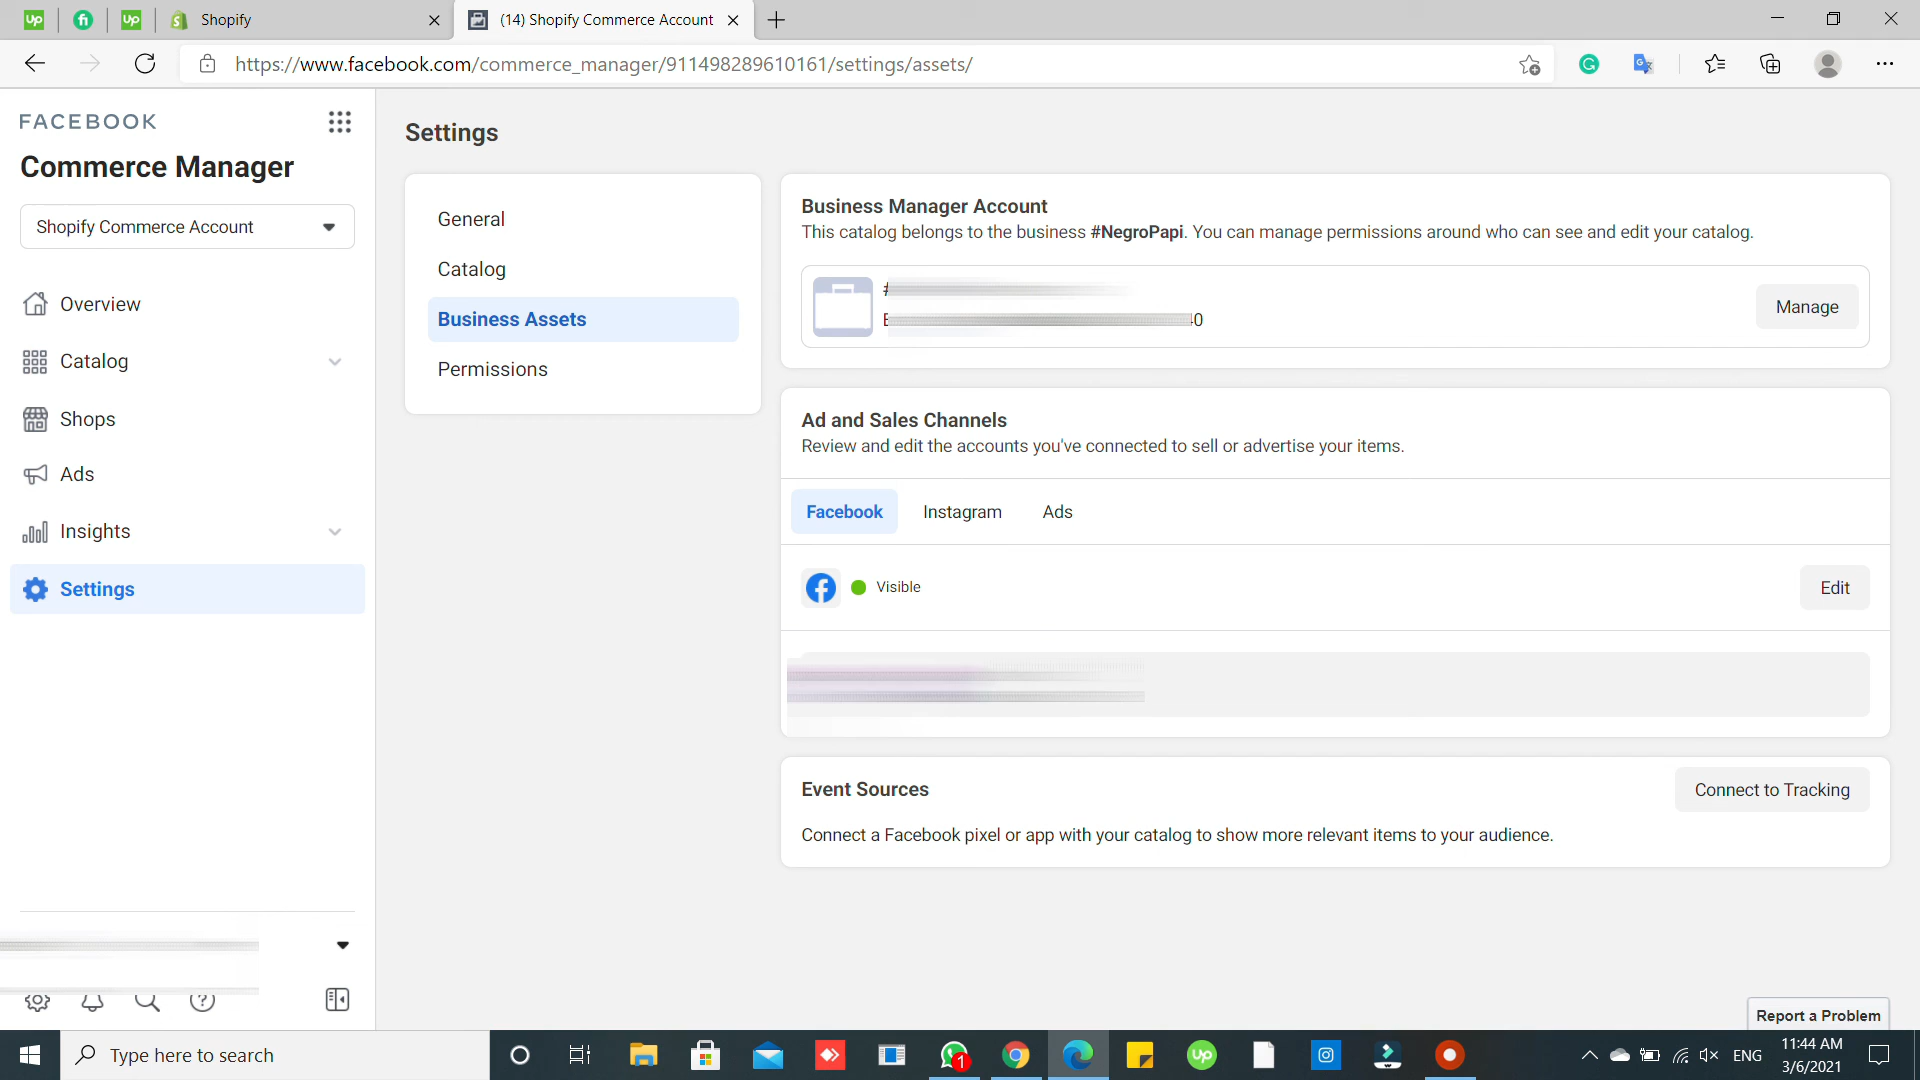 Shopify
(14) Shopify Commerce Account
https://www.facebook.com/commerce_manager/911498289610161/settings/assets/
FACEBOOK
Commerce Manager
Shopify Commerce Account
Overview
Catalog
Shops
Ads
Insights
Settings
Settings
General
Catalog
Business Assets
Permissions
Business Manager Account
This catalog belongs to the business #NegroPapi. You can manage permissions around who can see and edit your catalog.
Manage
Ad and Sales Channels
Review and edit the accounts you've connected to sell or advertise your items.
Facebook Instagram Ads
Visible
Edit
Event Sources
Connect to Tracking
Connect a Facebook pixel or app with your catalog to show more relevant items to your audience.
Report a Problem
Type here to search
1
ENG
11:44 AM
3/6/2021